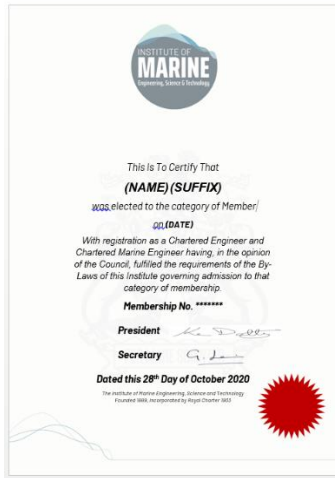 INSTITUTE OF
MARINE
Engineering, Science & Technology
This Is To Certify That
(NAME) (SUFFIX)
was elected to the category of Member
on (DATE)
With registration as a Chartered Engineer and
Chartered Marine Engineer having, in the opinion
of the Council, fulfilled the requirements of the By-
Laws of this Institute governing admission to that
category of membership.
Membership No. *******
President
Secretary
Dated this 28th Day of October 2020
The Institute of Marine Engineering, Science and Technology
Founded 1889, Incorporated by Royal Charter 1933